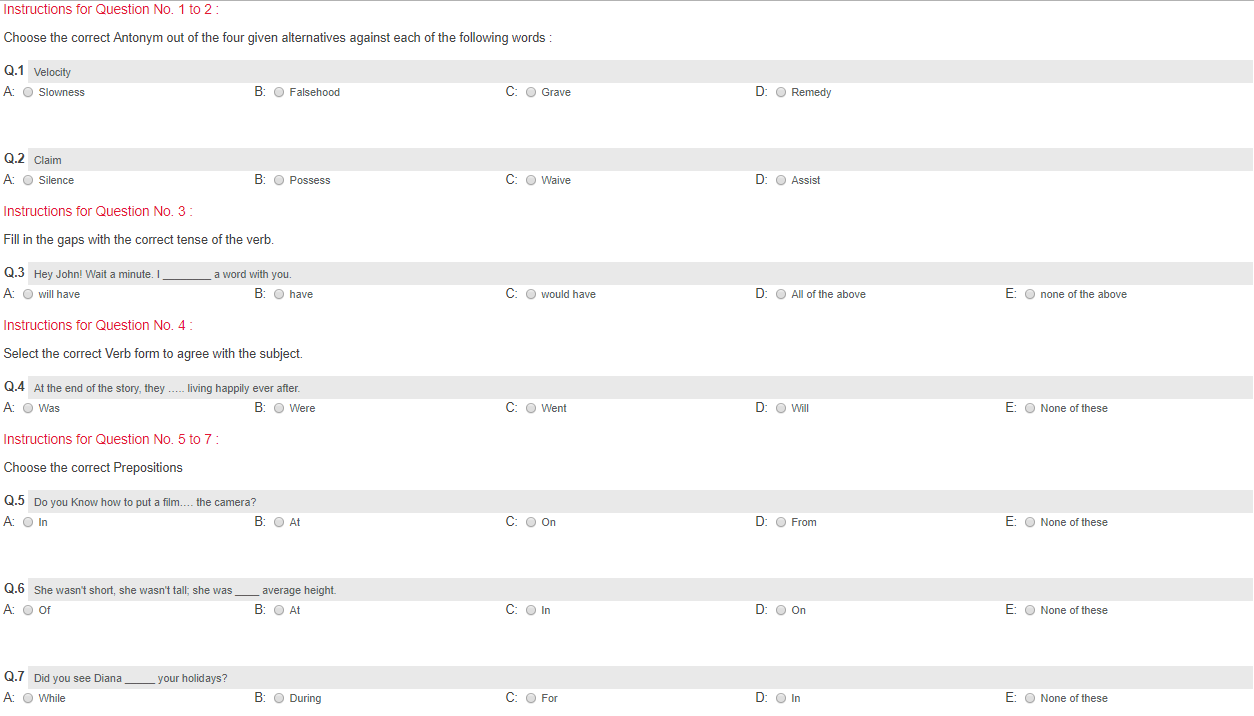 Instructions for Question No. 1 to 2 :
Choose the correct Antonym out of the four given alternatives against each of the following words :
Q.1 Velocity
A: Slowness B: Falsehood C: Grave D: Remedy
Q.2 Claim
A: Silence B: Possess C: Waive D: Assist
Instructions for Question No. 3 :
Fill in the gaps with the correct tense of the verb.
Q.3 Hey John! Wait a minute. I ________ a word with you.
A: will have B: have C: would have D: All of the above E: none of the above
Instructions for Question No. 4 :
Select the correct Verb form to agree with the subject.
Q.4 At the end of the story, they ….. living happily ever after.
A: Was B: Were C: Went D: Will E: None of these
Instructions for Question No. 5 to 7 :
Choose the correct Prepositions
Q.5 Do you Know how to put a film…. the camera?
A: In B: At C: On D: From E: None of these
Q.6 She wasn't short, she wasn't tall; she was ____ average height.
A: Of B: At C: In D: On E: None of these
Q.7 Did you see Diana _____ your holidays?
A: While B: During C: For D: In E: None of these